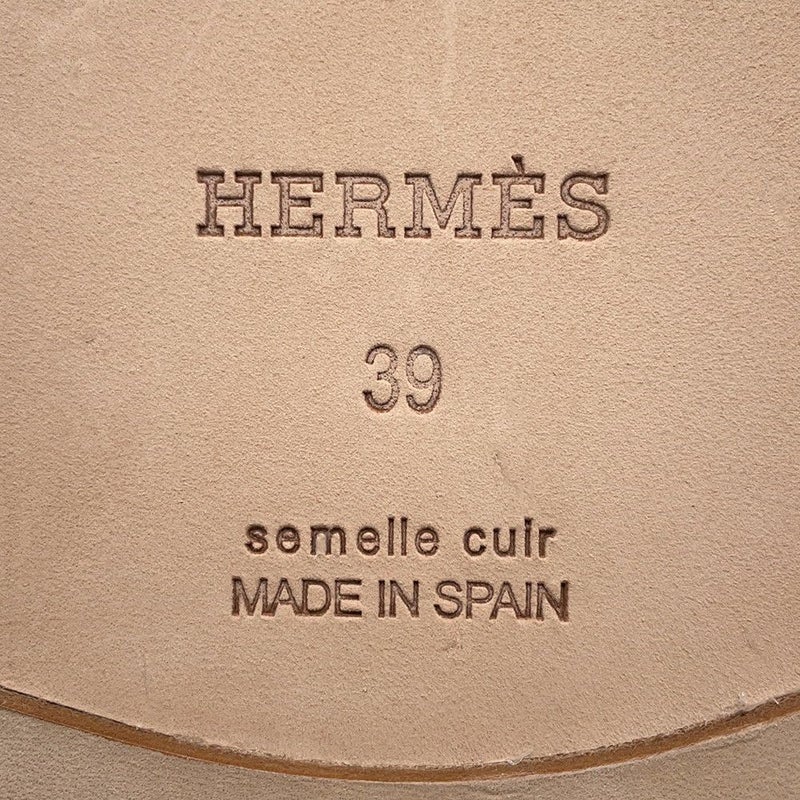 HERMÈS
39
semelle cuir
MADE IN SPAIN